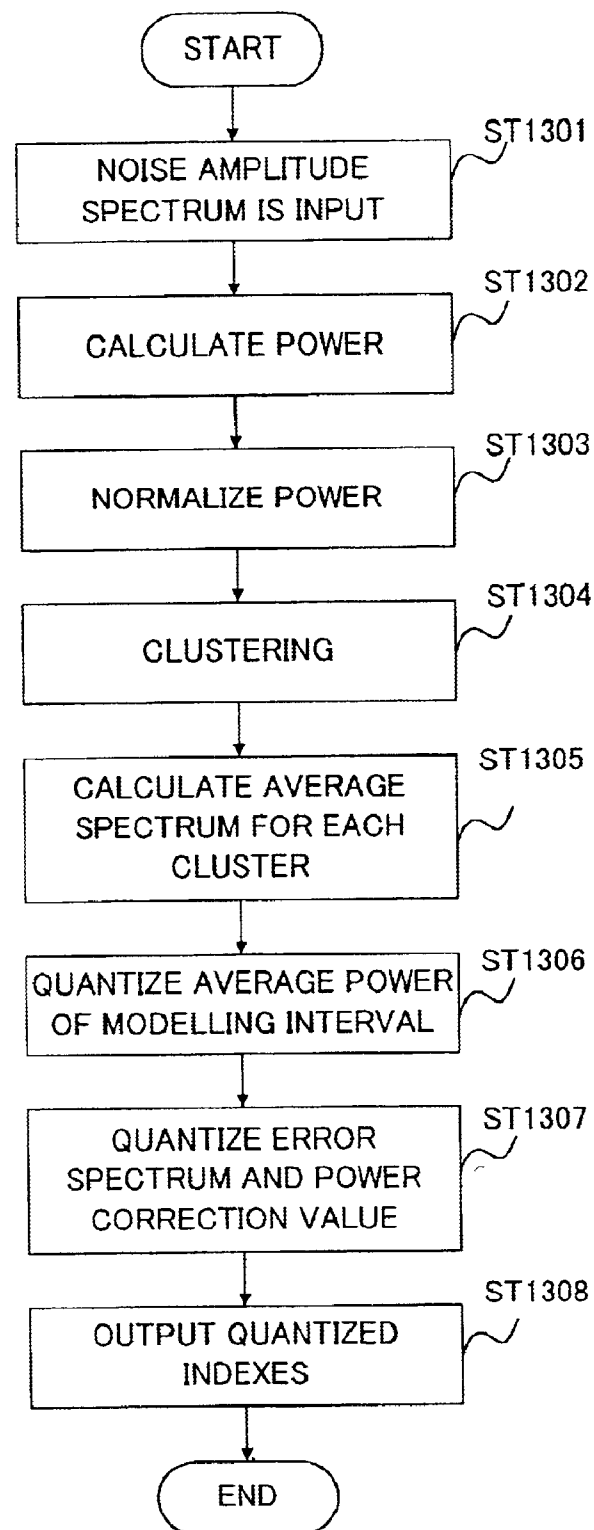 START
ST1301
NOISE AMPLITUDE
SPECTRUM IS INPUT
ST1302
CALCULATE POWER
ST1303
NORMALIZE POWER
ST1304
CLUSTERING
ST1305
CALCULATE AVERAGE
SPECTRUM FOR EACH
CLUSTER
ST1306
QUANTIZE AVERAGE POWER
OF MODELLING INTERVAL
ST1307
QUANTIZE ERROR
SPECTRUM AND POWER
CORRECTION VALUE
ST1308
OUTPUT QUANTIZED
INDEXES
END